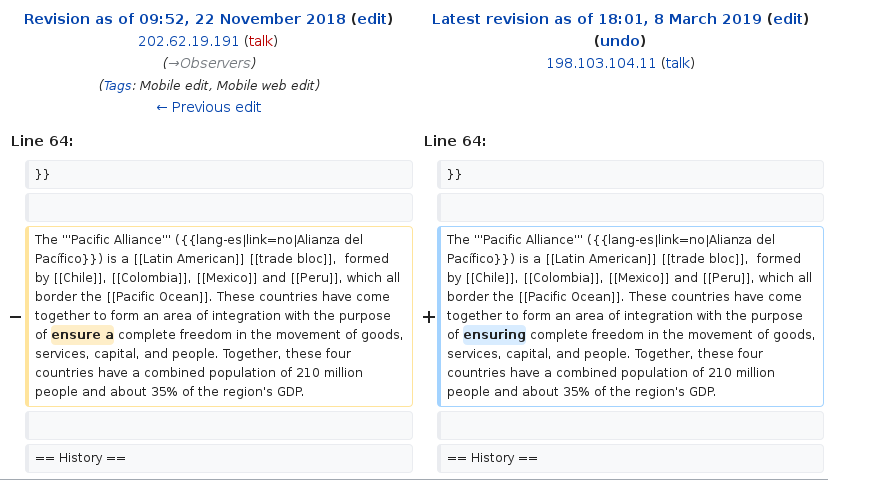 Revision as of 09:52, 22 November 2018 (edit)
202.62.19.191 (talk)
(→Observers)
(Tags: Mobile edit, Mobile web edit)
← Previous edit
Latest revision as of 18:01, 8 March 2019 (edit)
(undo)
198.103.104.11 (talk)
Line 64:
Line 64:
}}
}}
− The '''Pacific Alliance''' ({{lang-es|link=no|Alianza del
Pacífico}}) is a [[Latin American]] [[trade bloc]],  formed
by [[Chile]], [[Colombia]], [[Mexico]] and [[Peru]], which all
border the [[Pacific Ocean]]. These countries have come
together to form an area of integration with the purpose
of ensure a complete freedom in the movement of goods,
services, capital, and people. Together, these four
countries have a combined population of 210 million
people and about 35% of the region's GDP.
+ The '''Pacific Alliance''' ({{lang-es|link=no|Alianza del
Pacífico}}) is a [[Latin American]] [[trade bloc]],  formed
by [[Chile]], [[Colombia]], [[Mexico]] and [[Peru]], which all
border the [[Pacific Ocean]]. These countries have come
together to form an area of integration with the purpose
of ensuring complete freedom in the movement of goods,
services, capital, and people. Together, these four
countries have a combined population of 210 million
people and about 35% of the region's GDP.
== History ==
== History ==